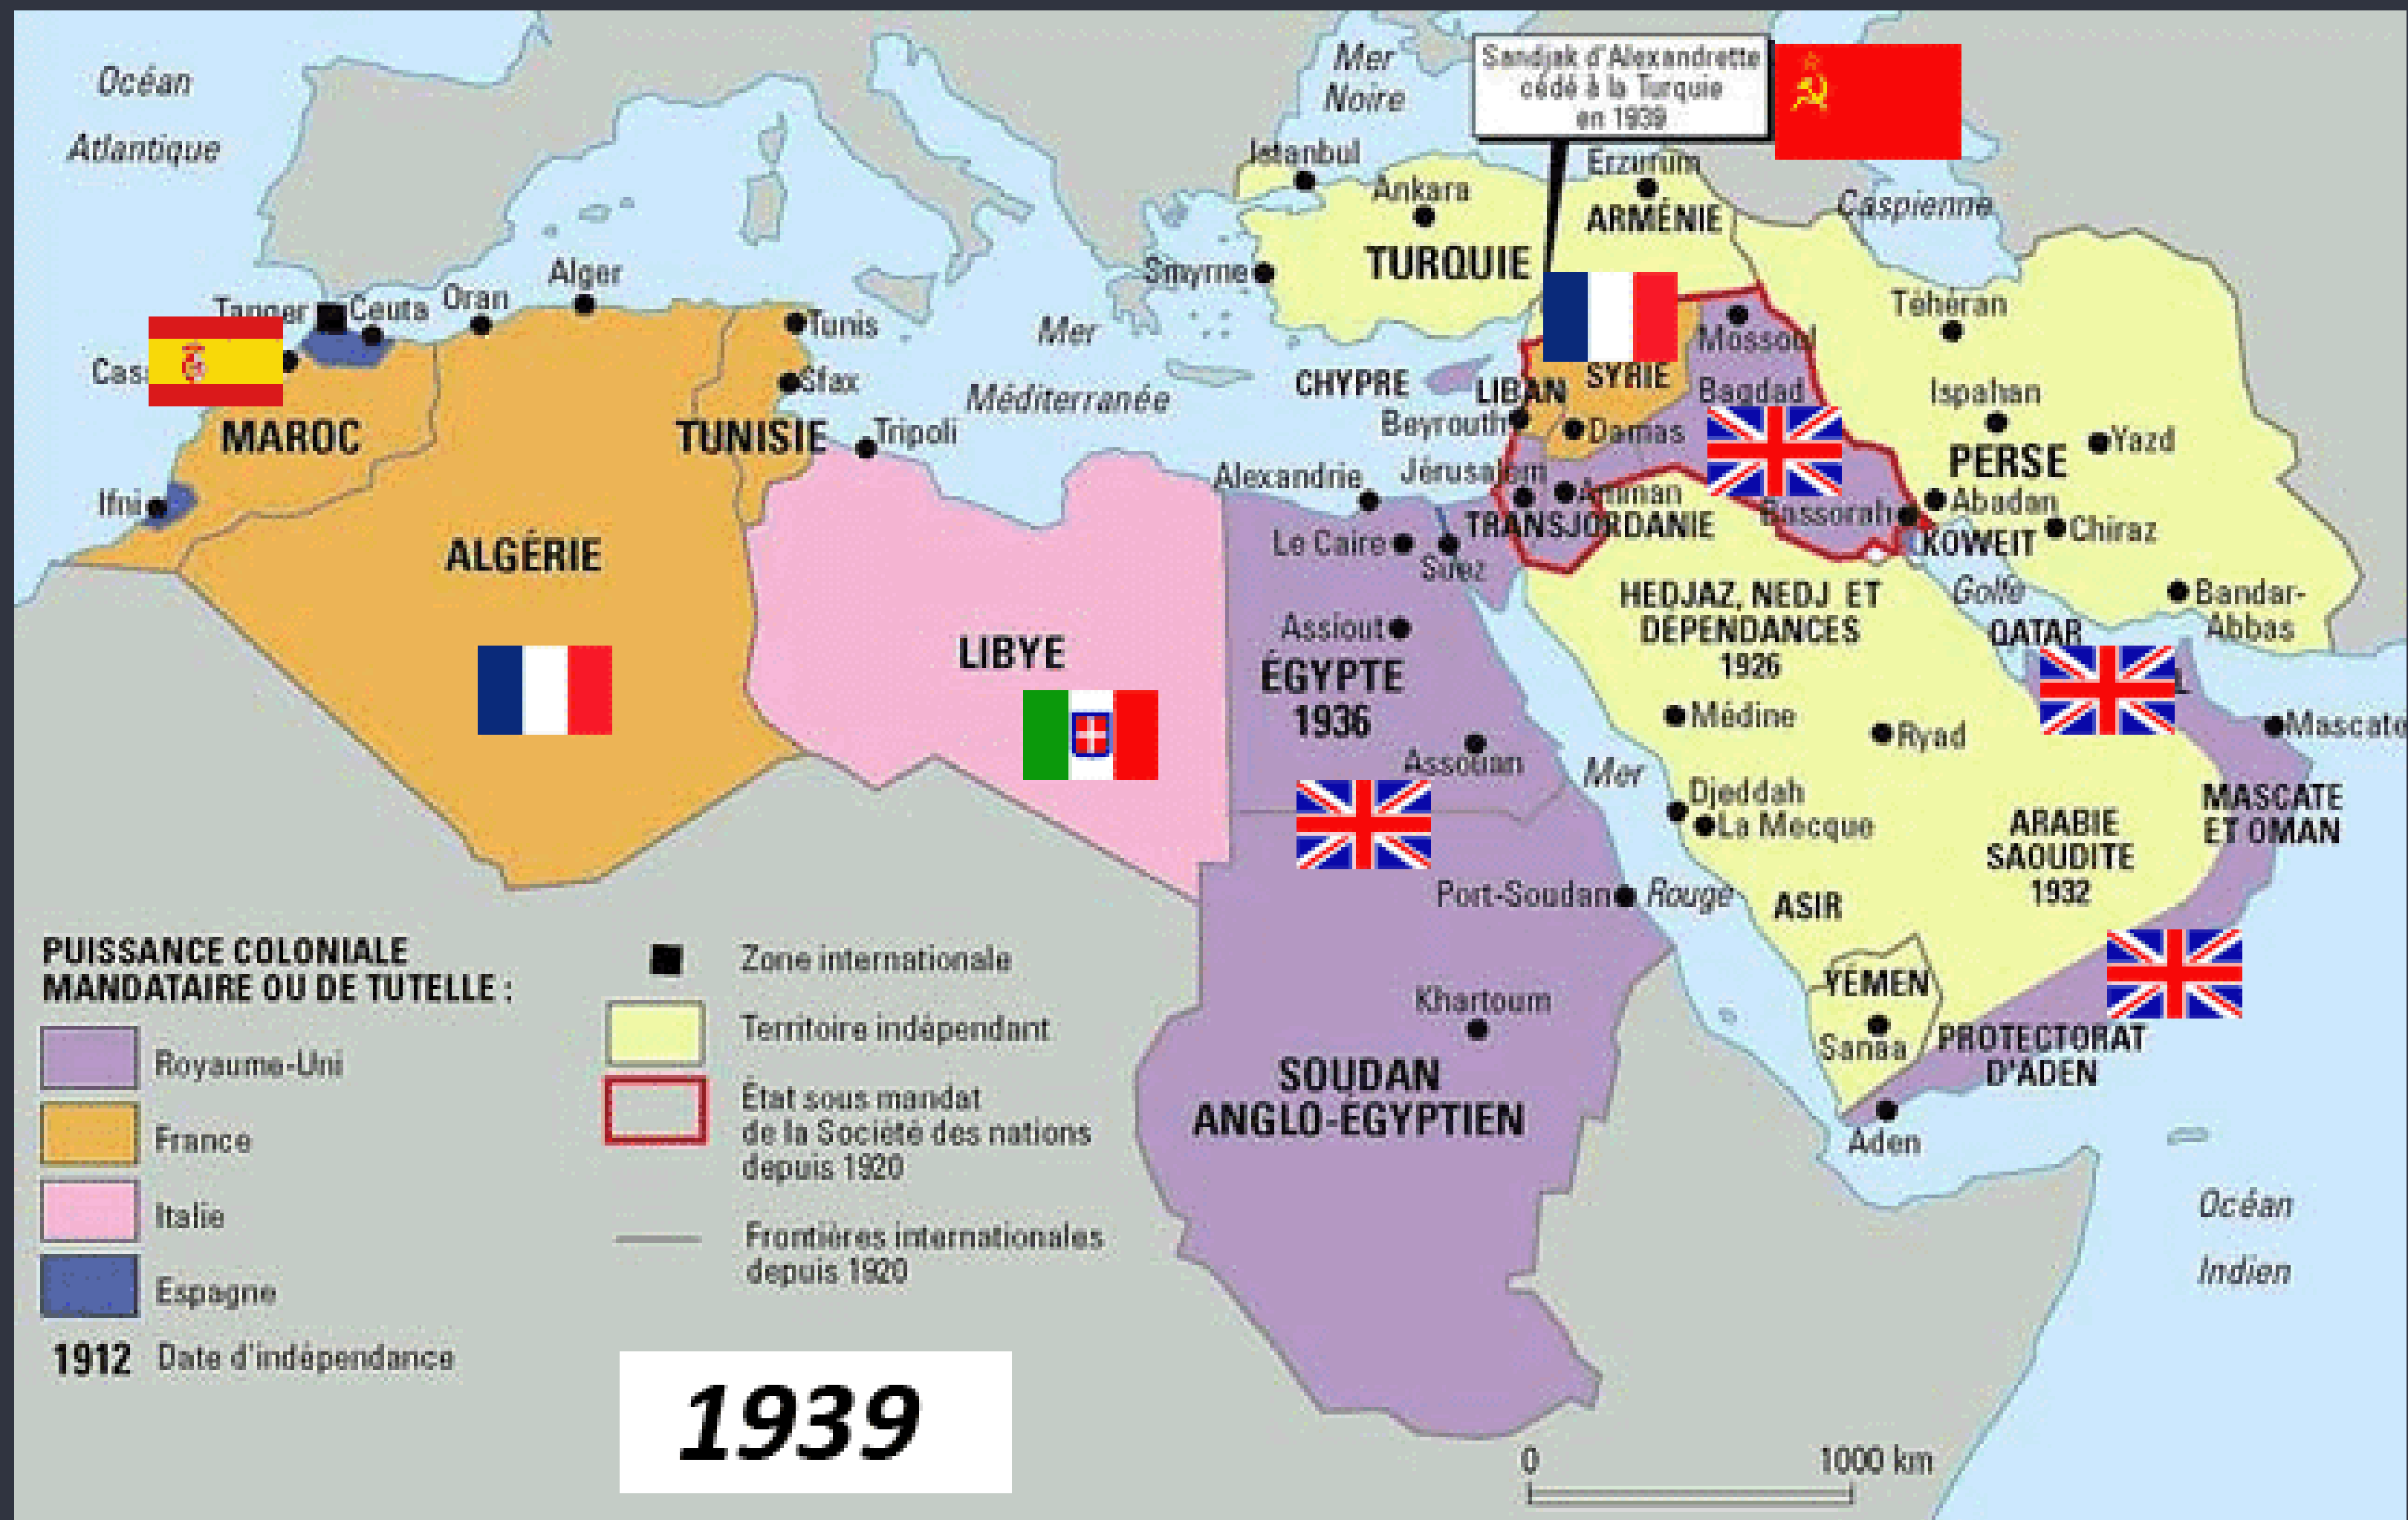 Océan
Atlantique
Mer
Noire
Sandjak d'Alexandrette
cédé à la Turquie
en 1939
Istanbul
Ankara
Erzurum
ARMÉNIE
Caspienne
TURQUIE
Smyrne
Alger
Oran
Ceuta
Tanger
Tunis
Sfax
Mer
Méditerranée
CHYPRE
LIBAN
SYRIE
Mossoul
Téhéran
Bagdad
Ispahan
MAROC
TUNISIE
Tripoli
Beyrouth
Damas
PERSE
Yazd
Alexandrie
Jérusalem
Amman
Abadan
Ifni
TRANSJORDANIE
Bassorah
Chiraz
ALGÉRIE
Le Caire
Suez
KOWEIT
Golfe
Bandar-
Abbas
HEDJAZ, NEDJ ET
DÉPENDANCES
1926
QATAR
LIBYE
Assiout
ÉGYPTE
1936
Médine
Ryad
Mascate
Assouan
Mer
Djeddah
La Mecque
MASCATE
ET OMAN
ARABIE
SAOUDITE
1932
Port-Soudan
Rouge
ASIR
YÉMEN
Khartoum
Sanaa
PROTECTORAT
D'ADEN
SOUDAN
ANGLO-ÉGYPTIEN
Aden
Océan
Indien
PUISSANCE COLONIALE
MANDATAIRE OU DE TUTELLE :
Royaume-Uni
France
Italie
Espagne
1912 Date d'indépendance
Zone internationale
Territoire indépendant
État sous mandat
de la Société des nations
depuis 1920
Frontières internationales
depuis 1920
1939
0 1000 km